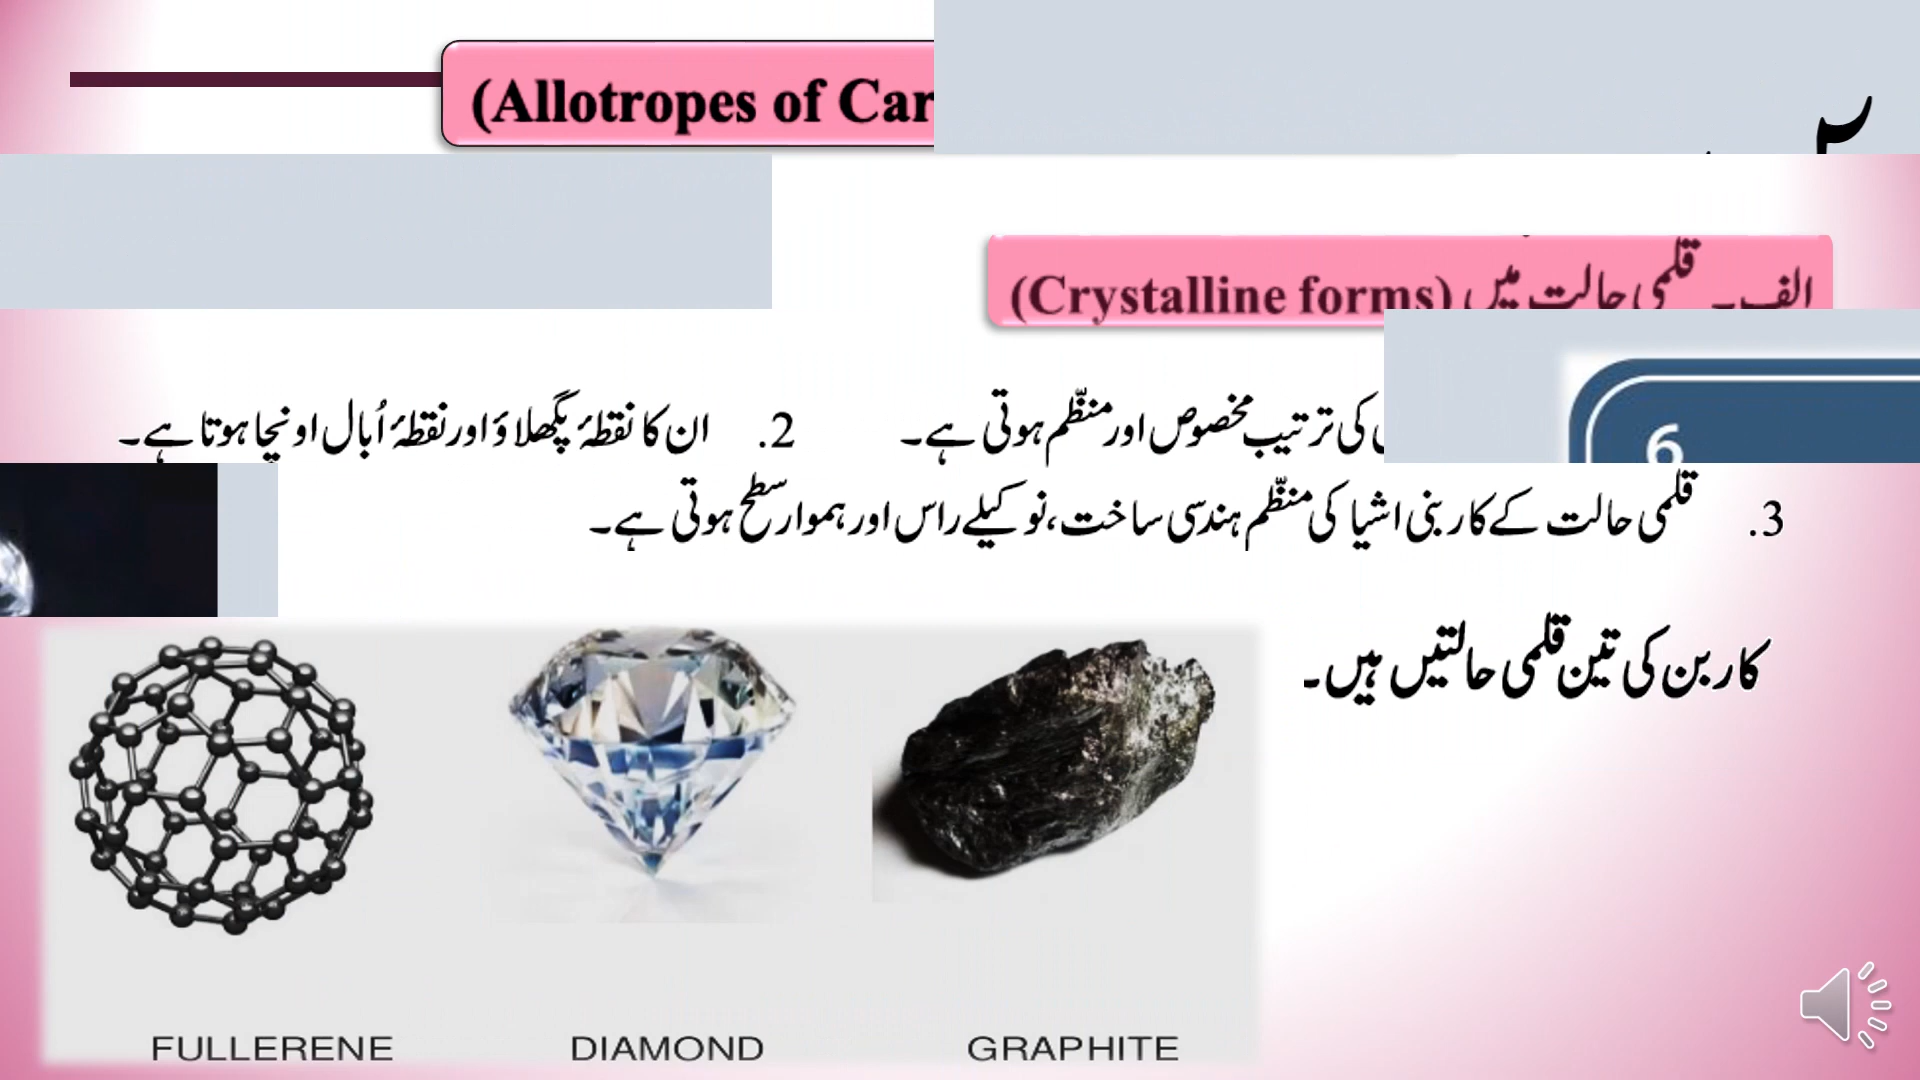 (Allotropes of Car
الف۔ قلمی حالت میں (Crystalline forms)
کی ترتیب مخصوص اور منظّم ہوتی ہے۔ 2. ان کا نقطۂ پگھلاؤ اور نقطۂ اُبال اونچا ہوتا ہے۔
6
3. قلمی حالت کے کاربنی اشیا کی منظّم ہندسی ساخت، نوکیلے راس اور ہموار سطح ہوتی ہے۔
کاربن کی تین قلمی حالتیں ہیں۔
FULLERENE DIAMOND GRAPHITE